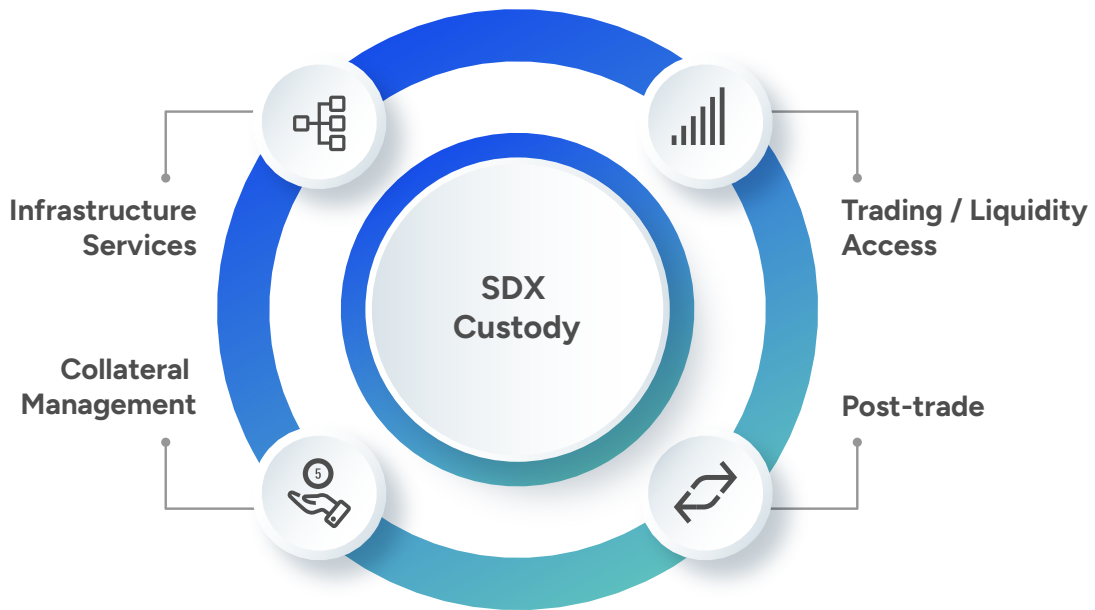 Infrastructure
Services
Trading / Liquidity
Access
SDX
Custody
Collateral
Management
Post-trade
5